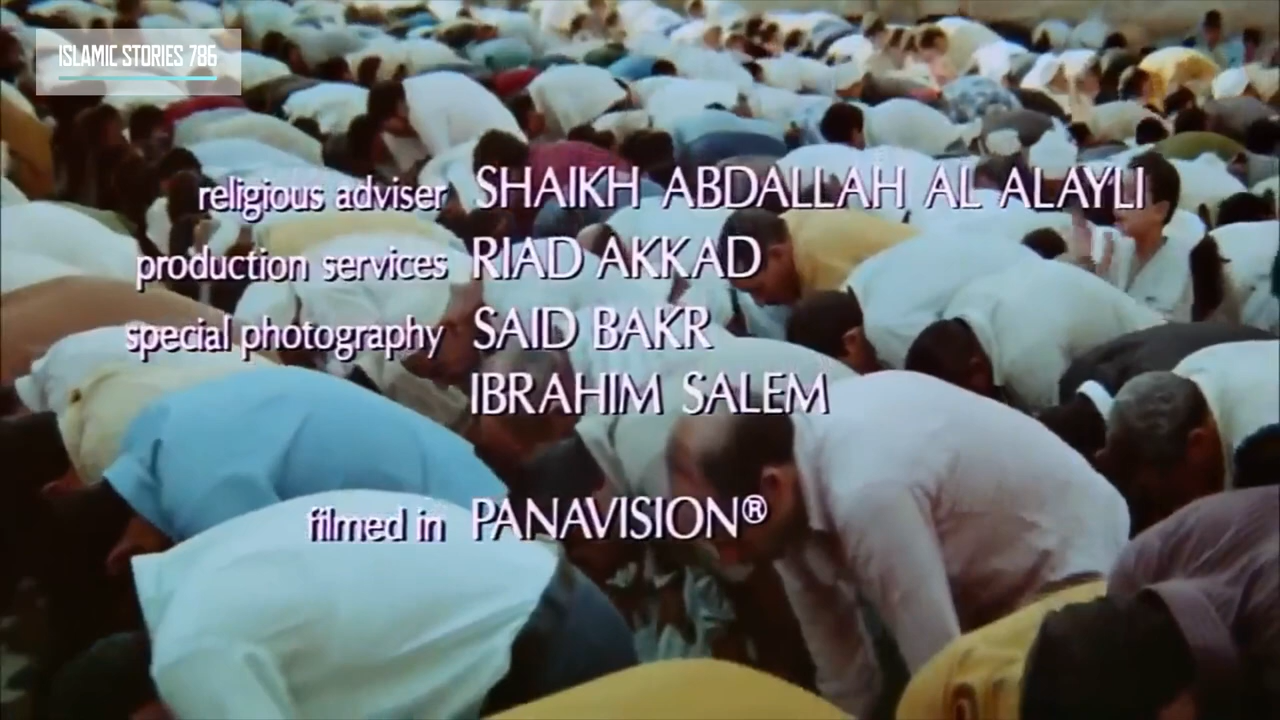 ISLAMIC STORIES 786
religious adviser SHAIKH ABDALLAH AL ALAYLI
production services RIAD AKKAD
special photography SAID BAKR
IBRAHIM SALEM
filmed in PANAVISION®